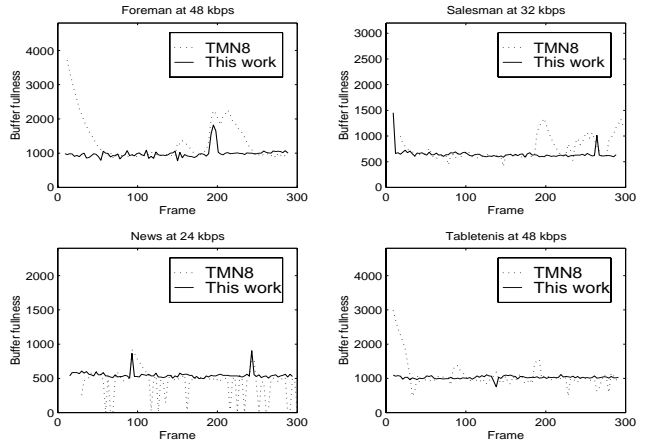 Foreman at 48 kbps
4000
3000
2000
1000
0
Buffer fullness
TMN8
This work
0
100
200
300
Frame
Salesman at 32 kbps
3000
2500
2000
1500
1000
500
0
Buffer fullness
TMN8
This work
0
100
200
300
Frame
News at 24 kbps
2000
1500
1000
500
0
Buffer fullness
TMN8
This work
0
100
200
300
Frame
Tabletenis at 48 kbps
4000
3000
2000
1000
0
Buffer fullness
TMN8
This work
0
100
200
300
Frame